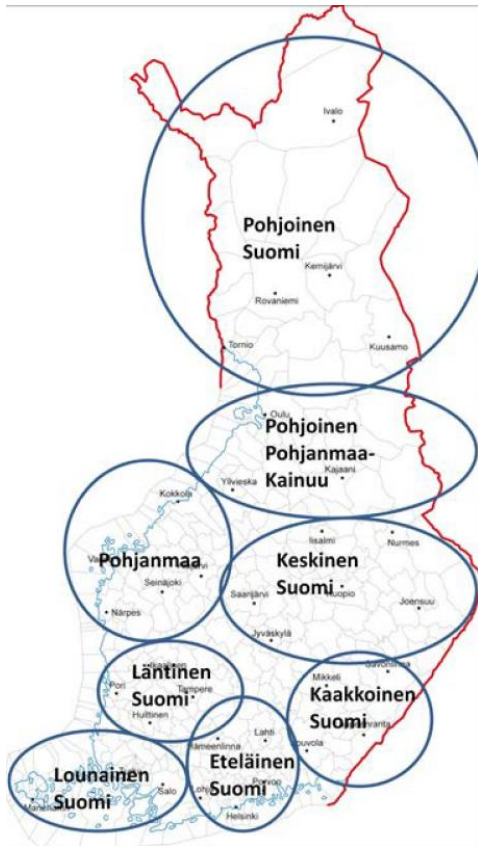 Ivalo
Pohjoinen
Suomi
Kemijärvi
Rovaniemi
Tornio
Kuusamo
Oulu
Pohjoinen
Pohjanmaa-
Kainuu
Kajaani
Ylivieska
Kokkola
Pohjanmaa
Seinäjoki
Närpes
Iisalmi
Nurmes
Keskinen
Suomi
Saarijärvi
Kuopio
Joensuu
Jyväskylä
Läntinen
Suomi
Pori
Tampere
Huittinen
Savonlinna
Mikkeli
Kaakkoinen
Suomi
Kouvola
Hämeenlinna
Lahti
Eteläinen
Suomi
Porvoo
Helsinki
Lounainen
Suomi
Salo